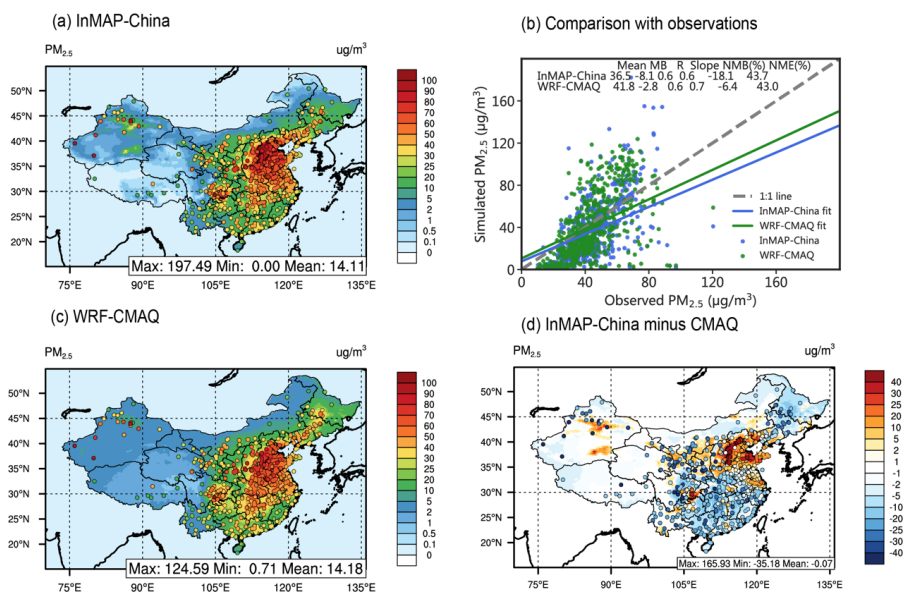 (a) InMAP-China
PM2.5 ug/m3
50°N
45°N
40°N
35°N
30°N
25°N
20°N
100
90
80
70
60
50
40
30
20
10
5
2
1
0.5
0.1
0
Max: 197.49 Min: 0.00 Mean: 14.11
75°E 90°E 105°E 120°E 135°E
(b) Comparison with observations
Mean MB R Slope NMB(%) NME(%)
InMAP-China 36.5 -8.1 0.6 0.6 -18.1 43.7
WRF-CMAQ 41.8 -2.8 0.6 0.7 -6.4 43.0
Simulated PM2.5 (μg/m3)
160
120
80
40
0
1:1 line
InMAP-China fit
WRF-CMAQ fit
InMAP-China
WRF-CMAQ
0 40 80 120 160
Observed PM2.5 (μg/m3)
(c) WRF-CMAQ
PM2.5 ug/m3
50°N
45°N
40°N
35°N
30°N
25°N
20°N
100
90
80
70
60
50
40
30
20
10
5
2
1
0.5
0.1
0
Max: 124.59 Min: 0.71 Mean: 14.18
75°E 90°E 105°E 120°E 135°E
(d) InMAP-China minus CMAQ
PM2.5 ug/m3
50°N
45°N
40°N
35°N
30°N
25°N
20°N
40
30
25
20
10
5
2
1
-1
-2
-5
-10
-20
-25
-30
-40
Max: 165.93 Min: -35.18 Mean: -0.07
75°E 90°E 105°E 120°E 135°E